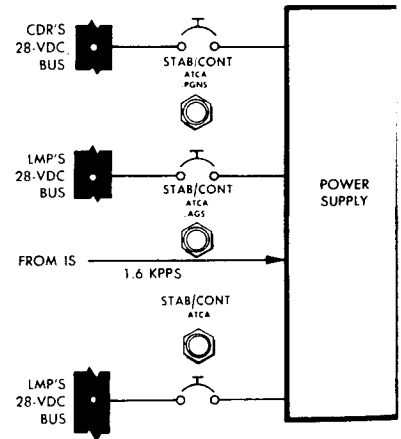 CDR'S
28-VDC
BUS
STAB/CONT
ATCA
PGNS
LMP'S
28-VDC
BUS
STAB/CONT
ATCA
AGS
POWER
SUPPLY
FROM IS
1.6 KPPS
STAB/CONT
ATCA
LMP'S
28-VDC
BUS